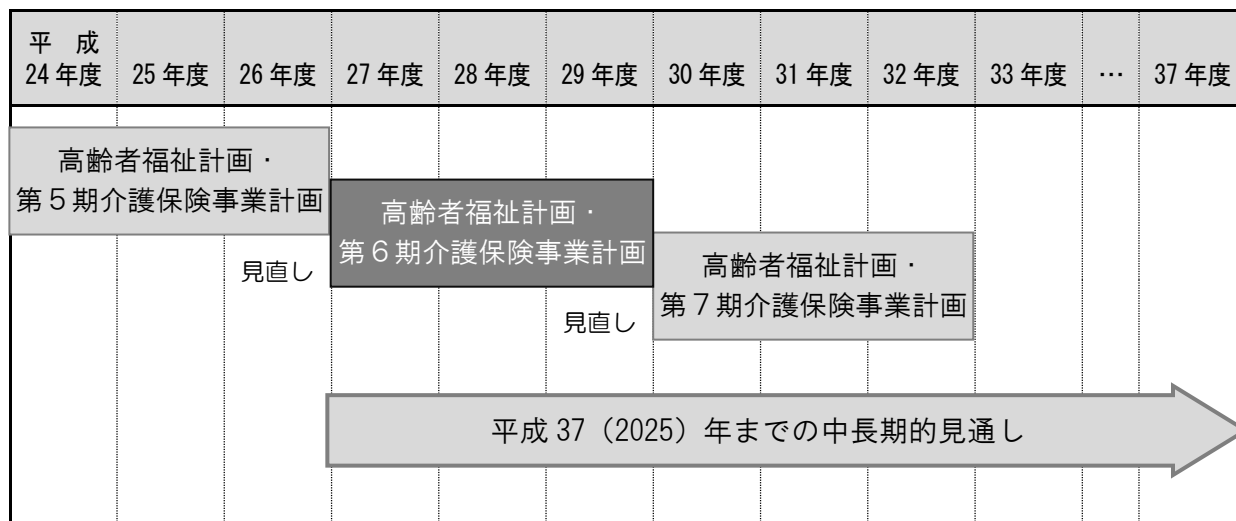 平　成
24 年度 25 年度 26 年度 27 年度 28 年度 29 年度 30 年度 31 年度 32 年度 33 年度 … 37 年度
高齢者福祉計画・
第５期介護保険事業計画
高齢者福祉計画・
第６期介護保険事業計画
見直し
高齢者福祉計画・
第７期介護保険事業計画
見直し
平成 37（2025）年までの中長期的見通し